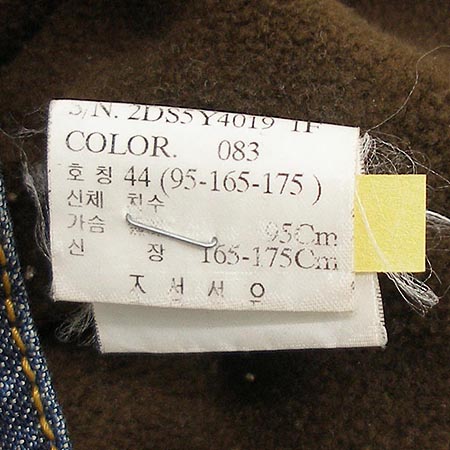 S/N. 2DS5Y4019 1F
COLOR. 083
호 칭 44 (95-165-175 )
신체 치수
가슴 95Cm
신 장 165-175Cm